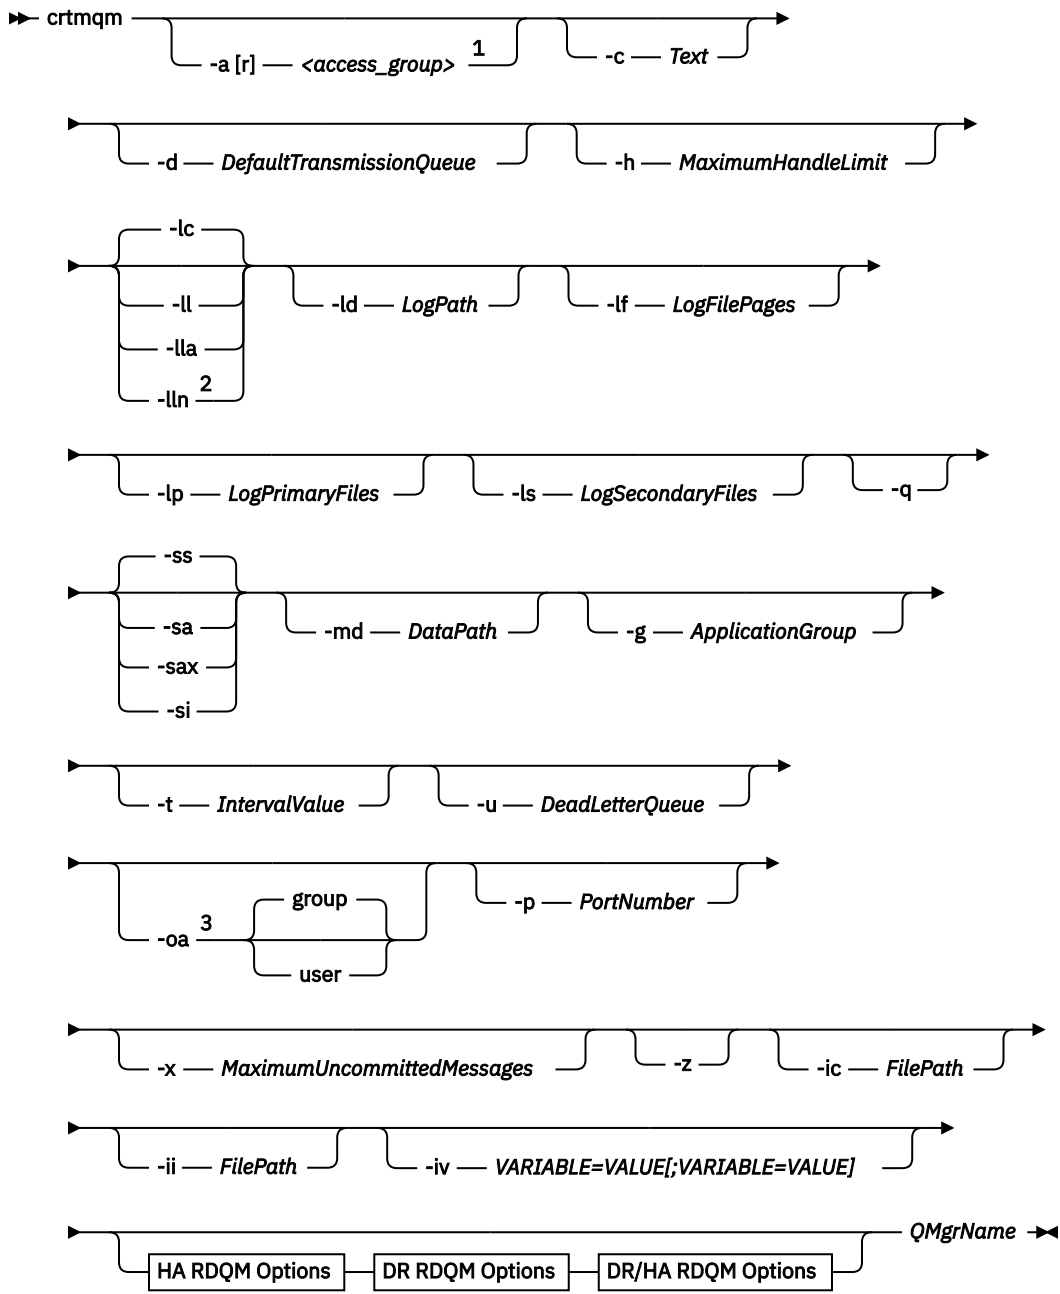 crtmqm
-a [r] <access_group> 1
-c Text
-d DefaultTransmissionQueue
-h MaximumHandleLimit
-lc
-ll
-lla
-lln 2
-ld LogPath
-lf LogFilePages
-lp LogPrimaryFiles
-ls LogSecondaryFiles
-q
-ss
-sa
-sax
-si
-md DataPath
-g ApplicationGroup
-t IntervalValue
-u DeadLetterQueue
-oa 3
group
user
-p PortNumber
-x MaximumUncommittedMessages
-z
-ic FilePath
-ii FilePath
-iv VARIABLE=VALUE[;VARIABLE=VALUE]
HA RDQM Options
DR RDQM Options
DR/HA RDQM Options
QMgrName